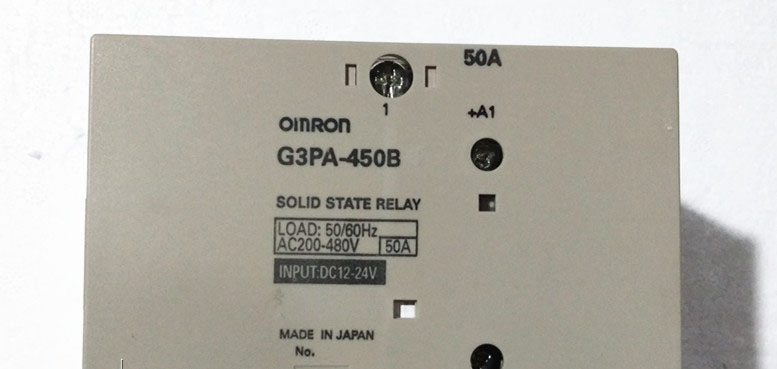 50A
1
+A1
OMRON
G3PA-450B
SOLID STATE RELAY
LOAD: 50/60Hz
AC200-480V 50A
INPUT:DC12-24V
MADE IN JAPAN
No.